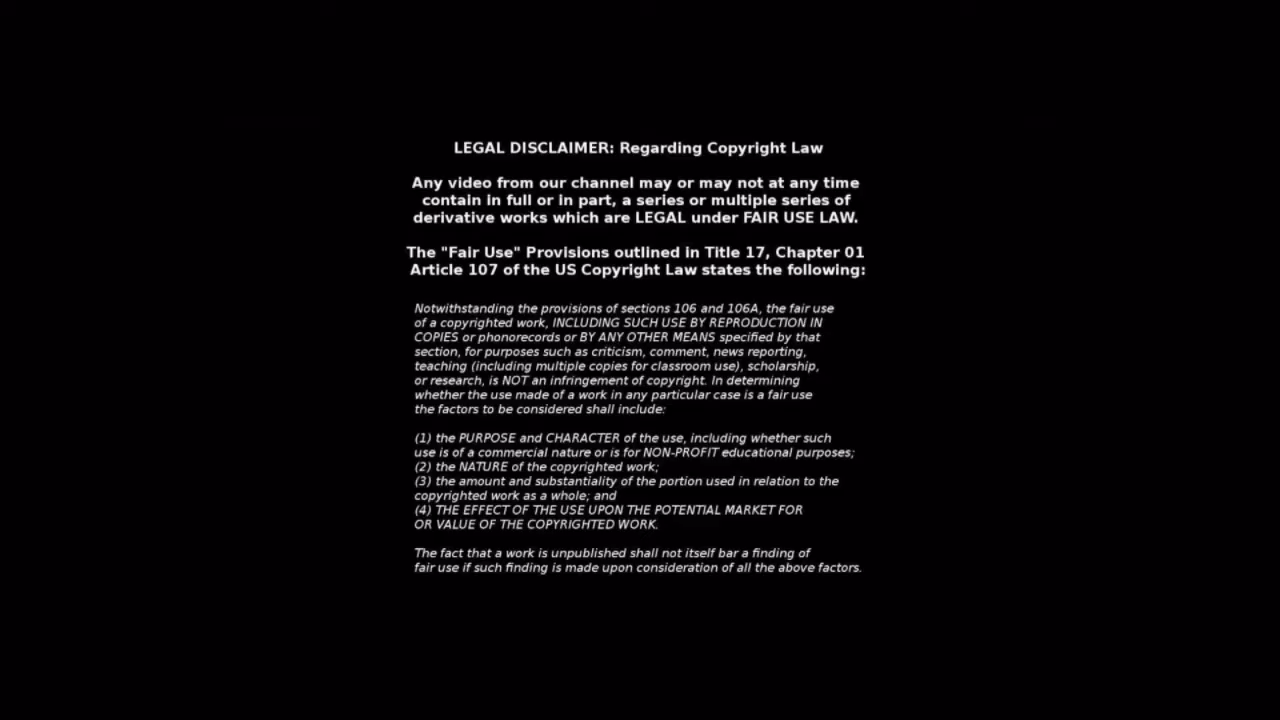 LEGAL DISCLAIMER: Regarding Copyright Law
Any video from our channel may or may not at any time
contain in full or in part, a series or multiple series of
derivative works which are LEGAL under FAIR USE LAW.
The "Fair Use" Provisions outlined in Title 17, Chapter 01
Article 107 of the US Copyright Law states the following:
Notwithstanding the provisions of sections 106 and 106A, the fair use
of a copyrighted work, INCLUDING SUCH USE BY REPRODUCTION IN
COPIES or phonorecords or BY ANY OTHER MEANS specified by that
section, for purposes such as criticism, comment, news reporting,
teaching (including multiple copies for classroom use), scholarship,
or research, is NOT an infringement of copyright. In determining
whether the use made of a work in any particular case is a fair use
the factors to be considered shall include:
(1) the PURPOSE and CHARACTER of the use, including whether such
use is of a commercial nature or is for NON-PROFIT educational purposes;
(2) the NATURE of the copyrighted work;
(3) the amount and substantiality of the portion used in relation to the
copyrighted work as a whole; and
(4) THE EFFECT OF THE USE UPON THE POTENTIAL MARKET FOR
OR VALUE OF THE COPYRIGHTED WORK.
The fact that a work is unpublished shall not itself bar a finding of
fair use if such finding is made upon consideration of all the above factors.